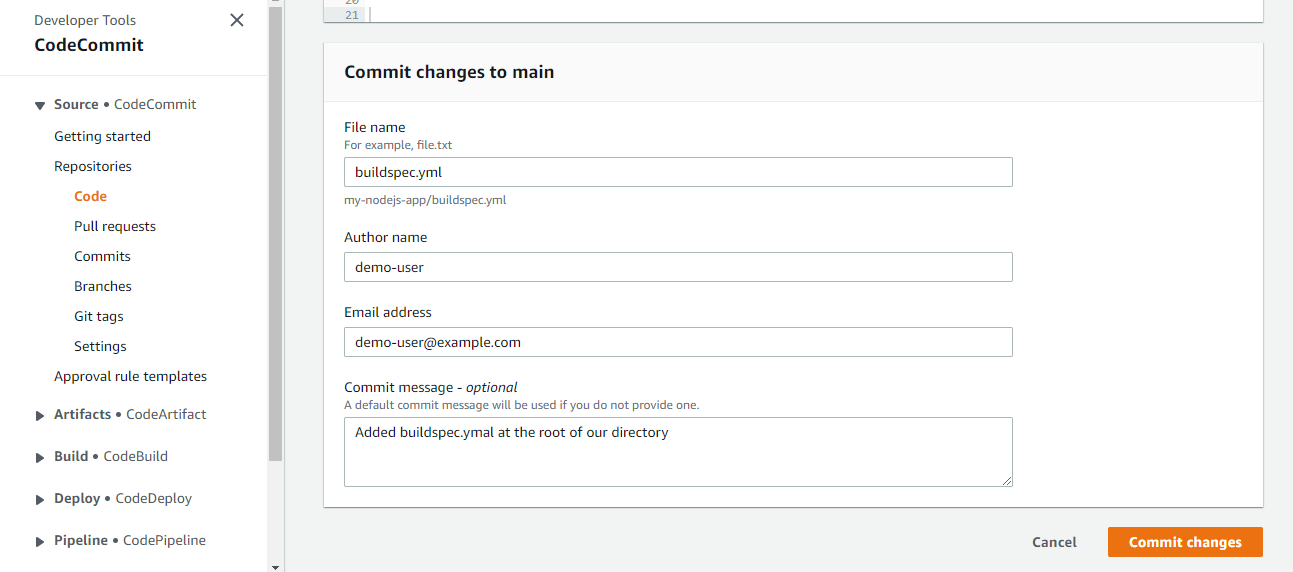 Developer Tools
CodeCommit
Source • CodeCommit
Getting started
Repositories
Code
Pull requests
Commits
Branches
Git tags
Settings
Approval rule templates
Artifacts • CodeArtifact
Build • CodeBuild
Deploy • CodeDeploy
Pipeline • CodePipeline
20
21
Commit changes to main
File name
For example, file.txt
buildspec.yml
my-nodejs-app/buildspec.yml
Author name
demo-user
Email address
demo-user@example.com
Commit message - optional
A default commit message will be used if you do not provide one.
Added buildspec.ymal at the root of our directory
Cancel
Commit changes